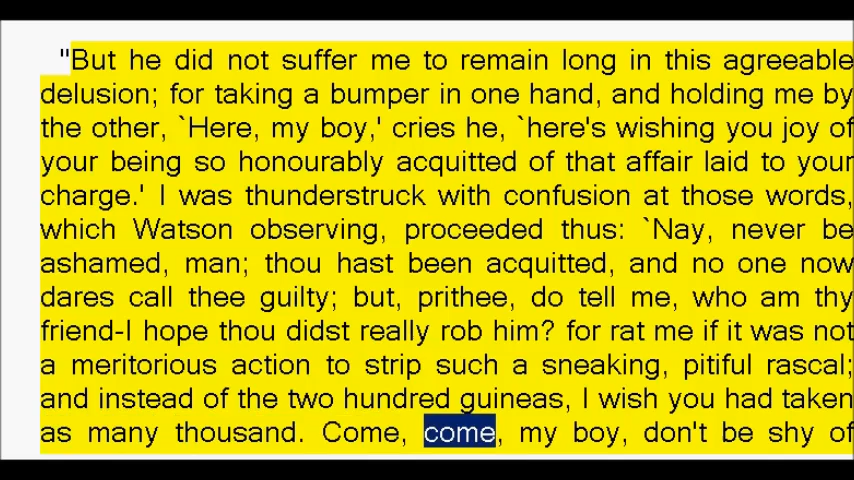 "But he did not suffer me to remain long in this agreeable
delusion; for taking a bumper in one hand, and holding me by
the other, `Here, my boy,' cries he, `here's wishing you joy of
your being so honourably acquitted of that affair laid to your
charge.' I was thunderstruck with confusion at those words,
which Watson observing, proceeded thus: `Nay, never be
ashamed, man; thou hast been acquitted, and no one now
dares call thee guilty; but, prithee, do tell me, who am thy
friend-I hope thou didst really rob him? for rat me if it was not
a meritorious action to strip such a sneaking, pitiful rascal;
and instead of the two hundred guineas, I wish you had taken
as many thousand. Come, come, my boy, don't be shy of